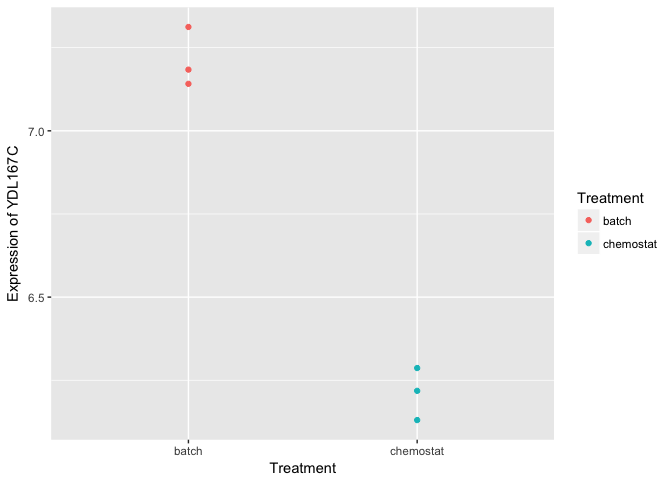 Expression of YDL167C
7.0
6.5
batch
chemostat
Treatment
Treatment
batch
chemostat